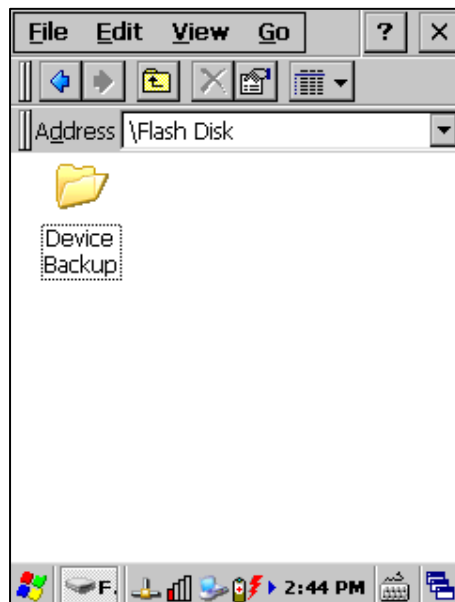 File Edit View Go ? ×
Address \Flash Disk
Device
Backup
F. 2:44 PM